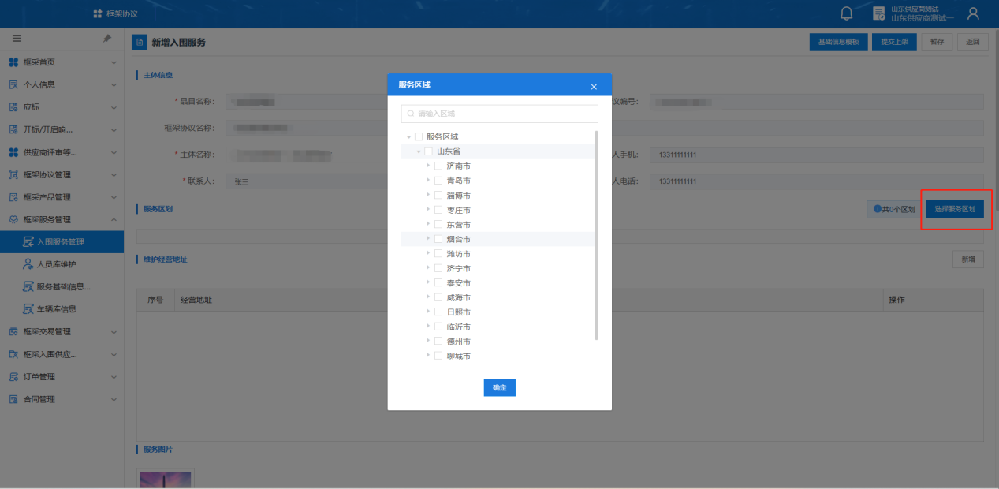 框架协议
山东供应商测试一
山东供应商测试一
框采首页
个人信息
应标
开标/开启响...
供应商评审等...
框架协议管理
框采产品管理
框采服务管理
入围服务管理
人员库维护
服务基础信息...
车辆库信息
框采交易管理
框采入围供应...
订单管理
合同管理
新增入围服务
基础信息模板
提交上架
暂存
返回
主体信息
* 品目名称：
议编号：
框架协议名称：
* 主体名称：
人手机：
13311111111
* 联系人：
张三
人电话：
13311111111
服务区划
共0个区划
选择服务区划
维护经营地址
新增
序号
经营地址
操作
服务图片
服务区域
请输入区域
服务区域
山东省
济南市
青岛市
淄博市
枣庄市
东营市
烟台市
潍坊市
济宁市
泰安市
威海市
日照市
临沂市
德州市
聊城市
确定